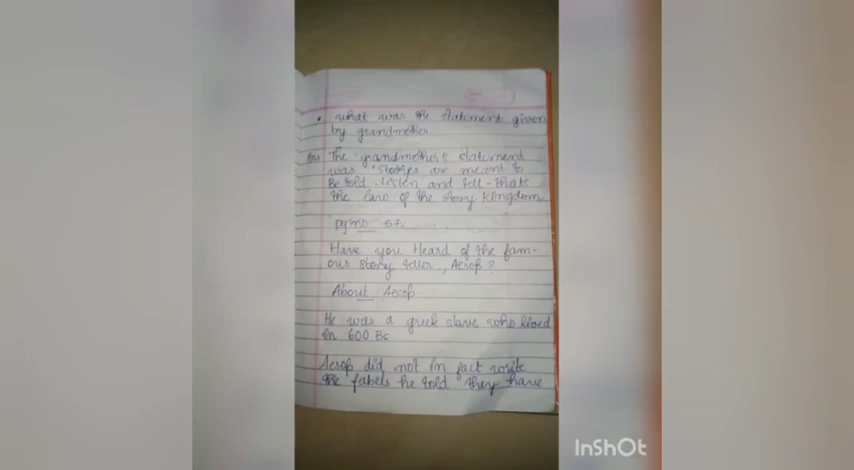 . what was the statement given
by grandmother
Ans The "grandmother" statement
was "Stories are meant to
Be told. Listen and tell-thats
the law of the story kingdom.
Pg no 57.
Have you Heard of the fam-
ous story teller, Aesop?
About Aesop.
He was a greek slave who lived
in 600 Bc
Aesop did not in fact write
the fabels he told they have
InShOt